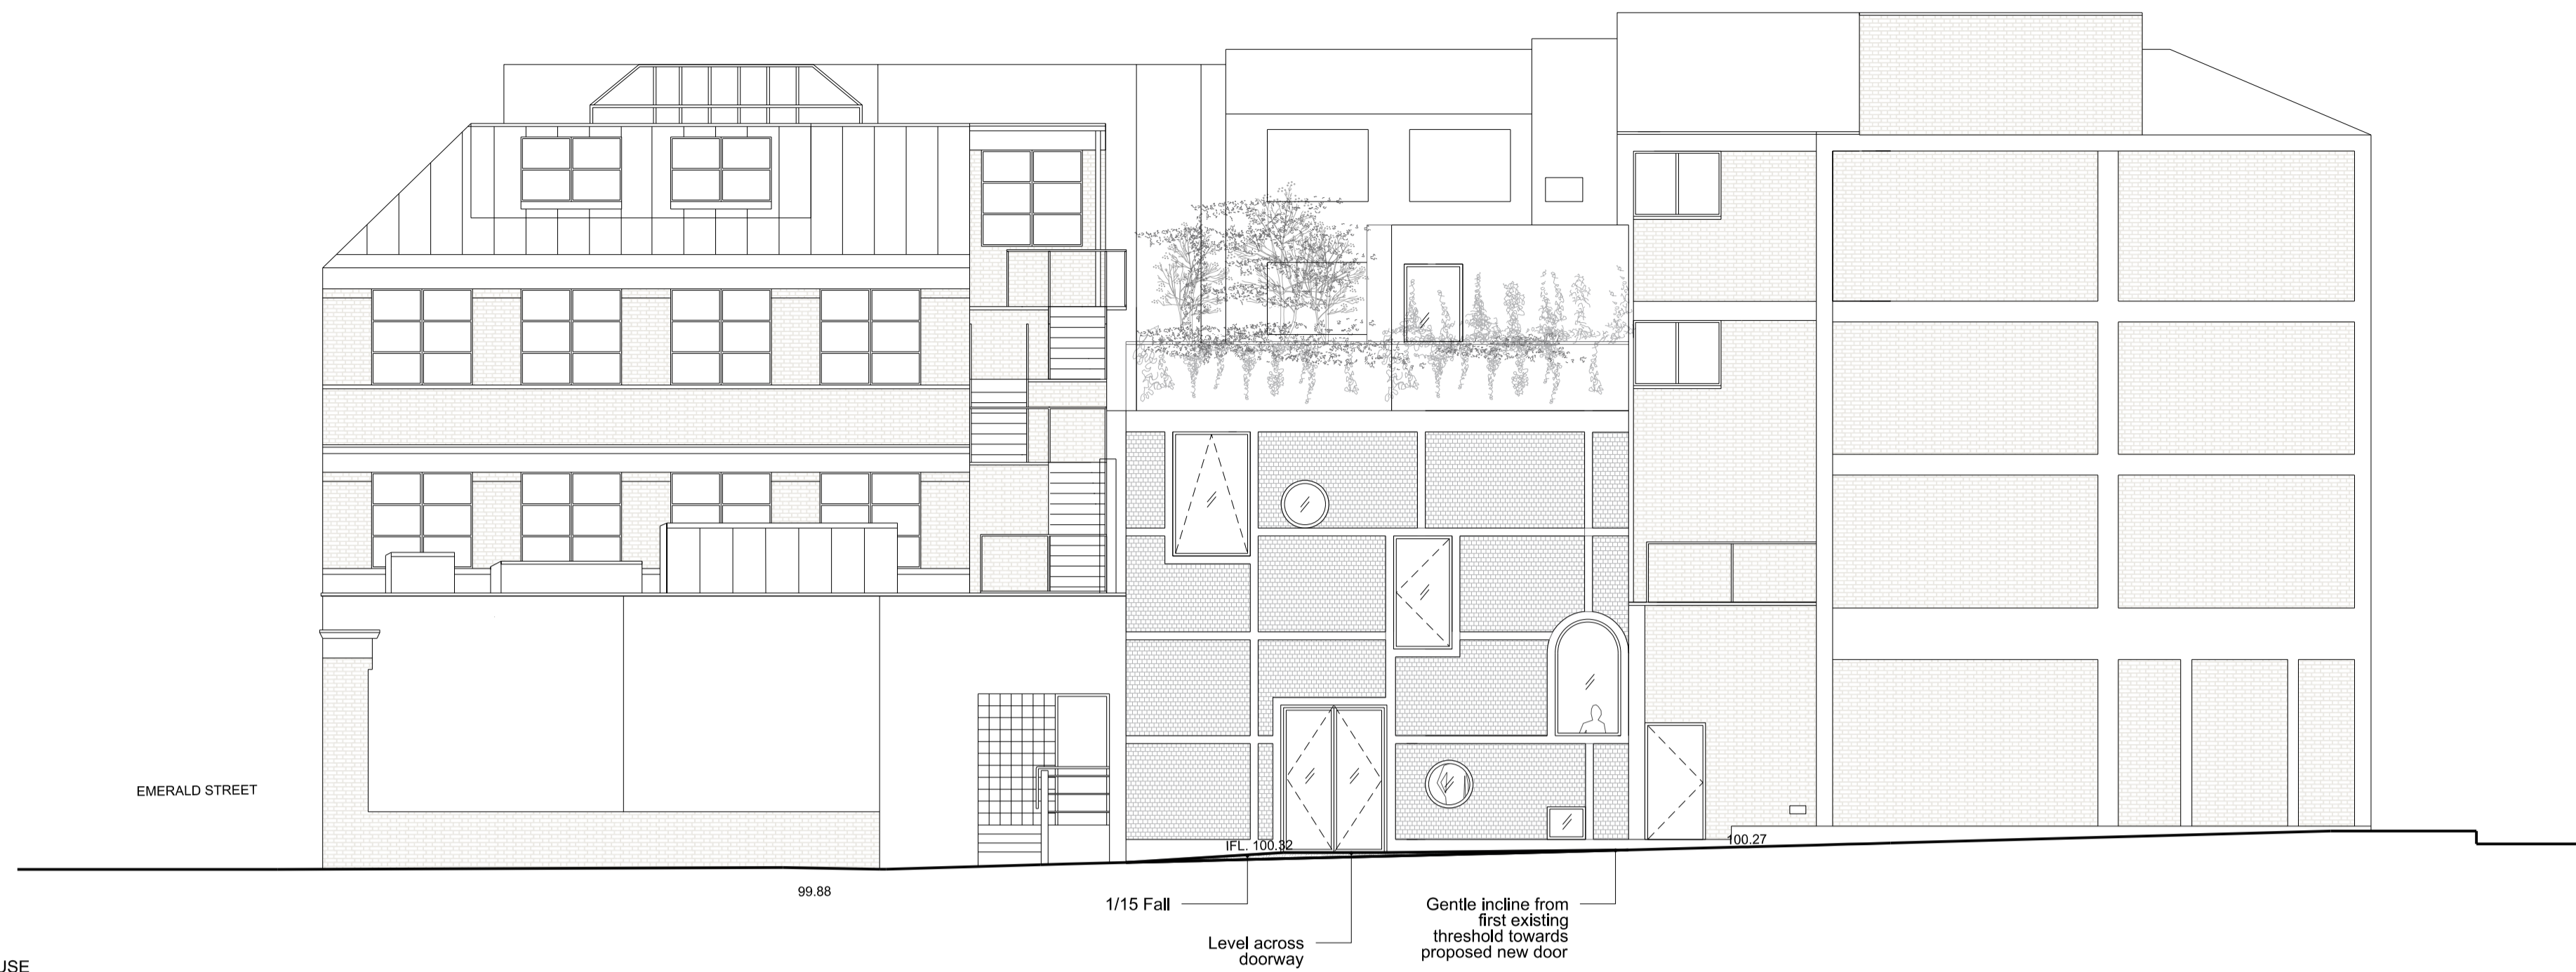 EMERALD STREET
IFL. 100.32
100.27
99.88
1/15 Fall
Level across
doorway
Gentle incline from
first existing
threshold towards
proposed new door
USE